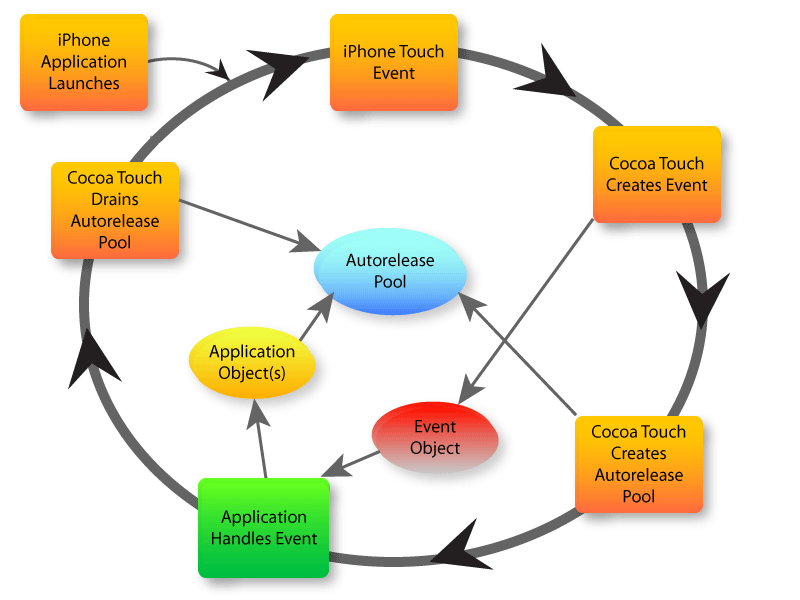 iPhone
Application
Launches
iPhone Touch
Event
Cocoa Touch
Creates Event
Cocoa Touch
Drains
Autorelease
Pool
Autorelease
Pool
Application
Object(s)
Event
Object
Cocoa Touch
Creates
Autorelease
Pool
Application
Handles Event